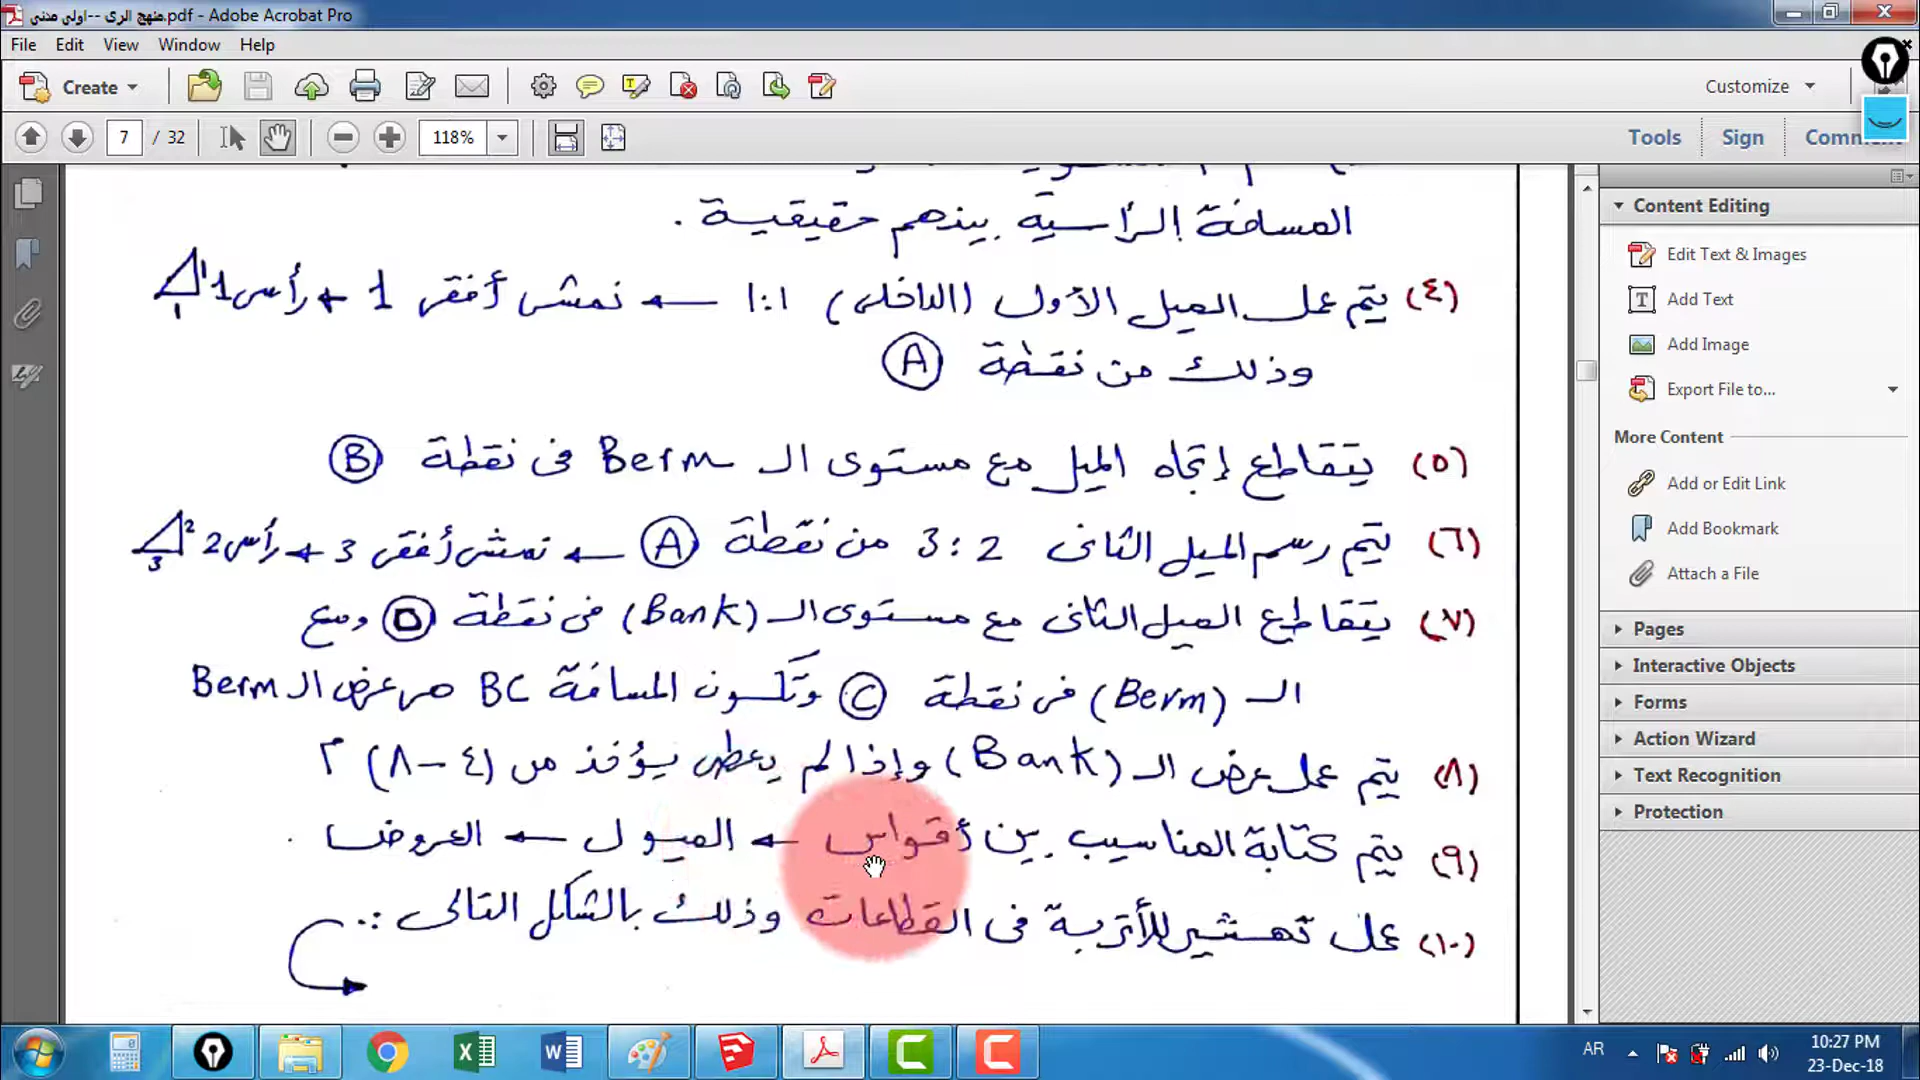 منهج الرى --اولى مدنى.pdf - Adobe Acrobat Pro
File Edit View Window Help
Create
Customize
7 / 32
118%
Tools Sign Comment
المسافة الرأسية بينهم حقيقية .
(٤) يتم عمل الميل الأول (الداخلى) 1:1 ← نمشى أفقى 1 ← رأسى 1
1
1
وذلك من نقطة A
(٥) يتقاطع إتجاه الميل مع مستوى الـ Berm فى نقطة B
(٦) يتم رسم الميل الثانى 3:2 من نقطة A ← نمشى أفقى 3 ← رأسى 2
2
3
(٧) يتقاطع الميل الثانى مع مستوى الـ (Bank) فى نقطة D ومع
الـ (Berm) فى نقطة C وتكون المسافة BC هى عرض الـ Berm
(٨) يتم عمل عرض الـ (Bank) وإذا لم يعطى يؤخذ من (٤-٨) م
(٩) يتم كتابة المناسيب بين أقواس ← الميول ← العروض .
(١٠) عمل تهشير للأتربة فى القطاعات وذلك بالشكل التالى :.
Content Editing
Edit Text & Images
Add Text
Add Image
Export File to...
More Content
Add or Edit Link
Add Bookmark
Attach a File
Pages
Interactive Objects
Forms
Action Wizard
Text Recognition
Protection
AR
10:27 PM
23-Dec-18